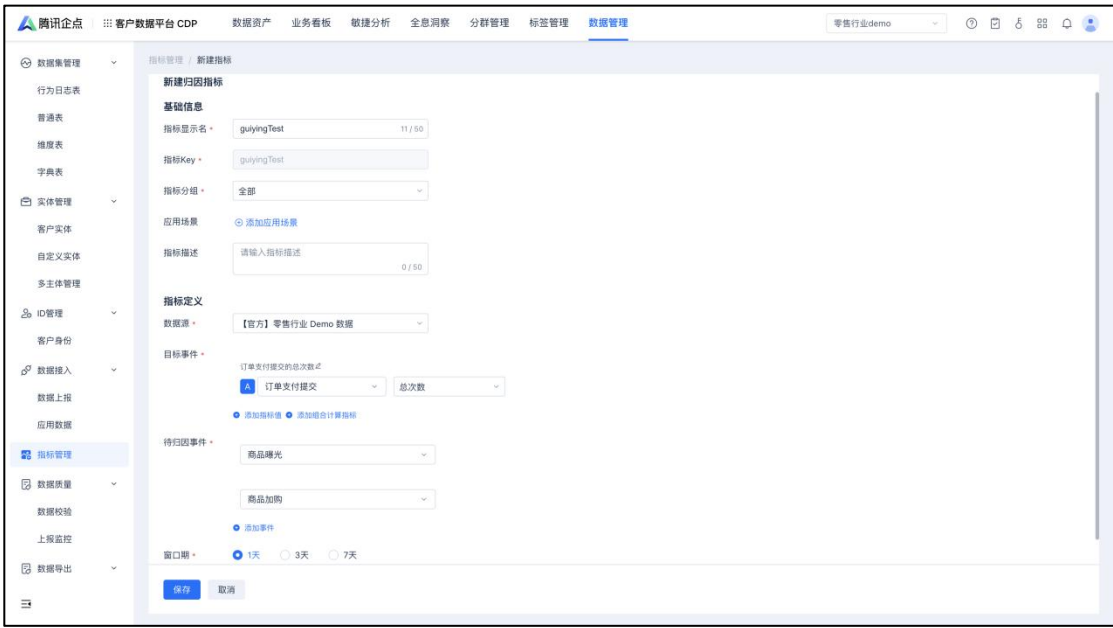 腾讯企点 客户数据平台 CDP 数据资产 业务看板 敏捷分析 全息洞察 分群管理 标签管理 数据管理 零售行业demo
数据集管理
行为日志表
普通表
维度表
字典表
实体管理
客户实体
自定义实体
多主体管理
ID管理
客户身份
数据接入
数据上报
应用数据
指标管理
数据质量
数据校验
上报监控
数据导出
指标管理 / 新建指标
新建归因指标
基础信息
指标显示名 * guiyingTest 11 / 50
指标Key * guiyingTest
指标分组 * 全部
应用场景 添加应用场景
指标描述 请输入指标描述
0 / 50
指标定义
数据源 * 【官方】零售行业 Demo 数据
目标事件 *
订单支付提交的总次数
A 订单支付提交 总次数
添加指标值 添加组合计算指标
待归因事件 *
商品曝光
商品加购
添加事件
窗口期 * 1天 3天 7天
保存 取消